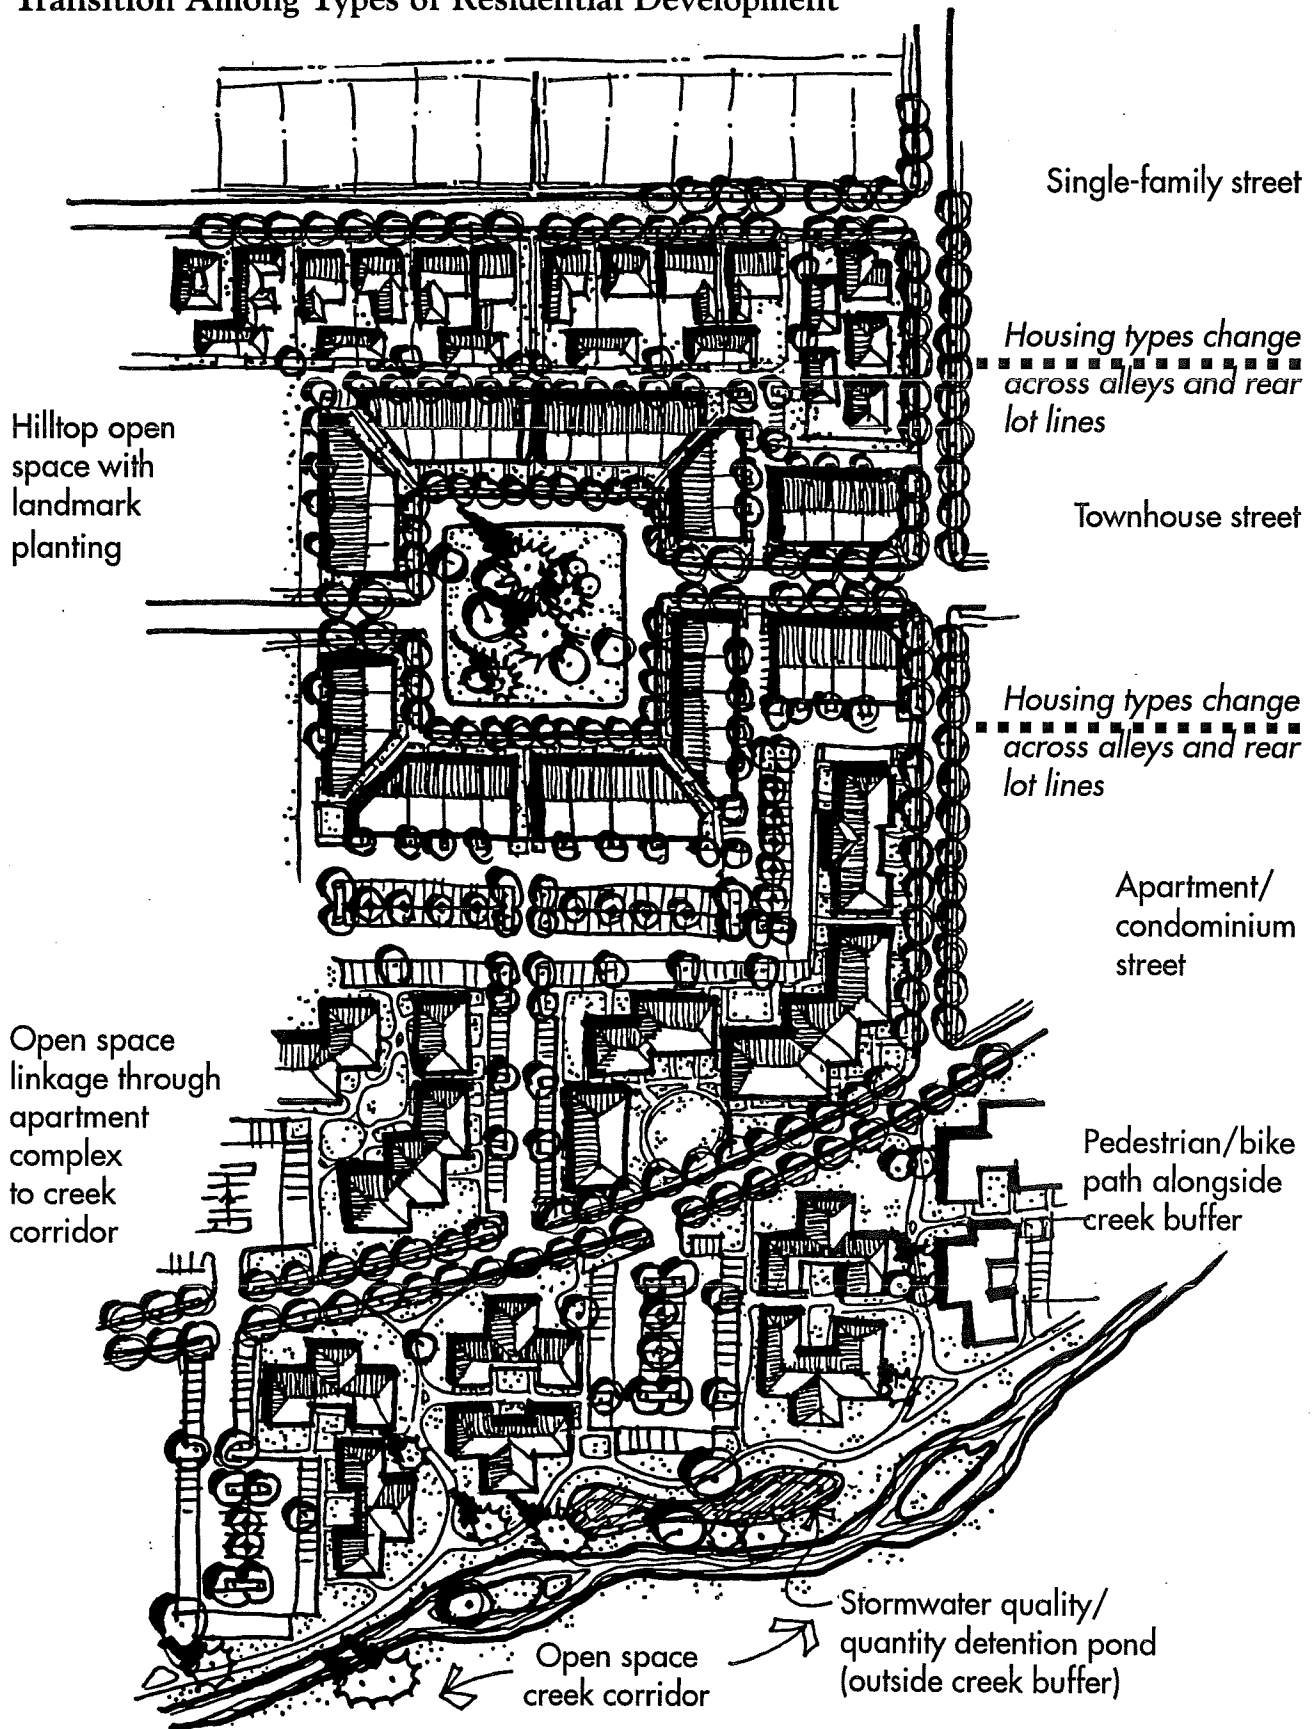 Transition Among Types of Residential Development
Single-family street
Housing types change
across alleys and rear
lot lines
Hilltop open
space with
landmark
planting
Townhouse street
Housing types change
across alleys and rear
lot lines
Apartment/
condominium
street
Open space
linkage through
apartment
complex
to creek
corridor
Pedestrian/bike
path alongside
creek buffer
Stormwater quality/
quantity detention pond
(outside creek buffer)
Open space
creek corridor